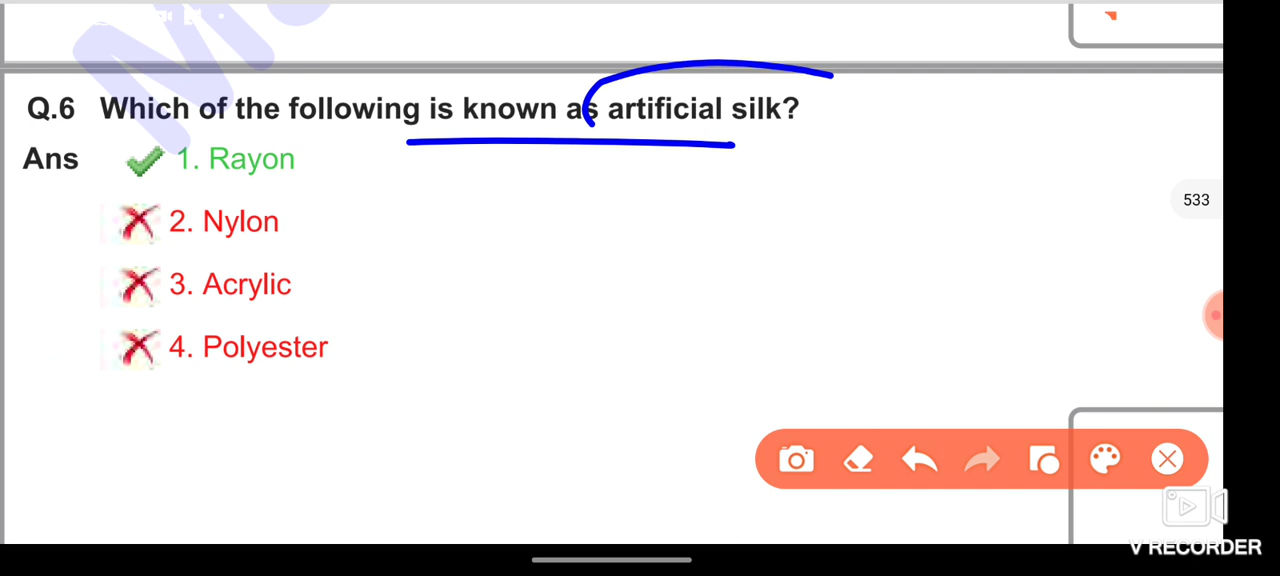 Q.6 Which of the following is known as artificial silk?
Ans 1. Rayon
2. Nylon
3. Acrylic
4. Polyester
533
V RECORDER